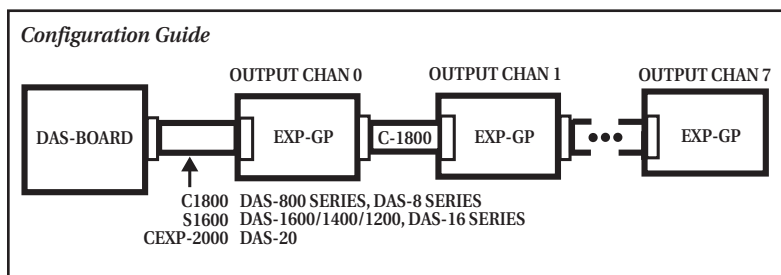 Configuration Guide
OUTPUT CHAN 0
OUTPUT CHAN 1
OUTPUT CHAN 7
DAS-BOARD
EXP-GP
C-1800
EXP-GP
EXP-GP
C1800 DAS-800 SERIES, DAS-8 SERIES
S1600 DAS-1600/1400/1200, DAS-16 SERIES
CEXP-2000 DAS-20